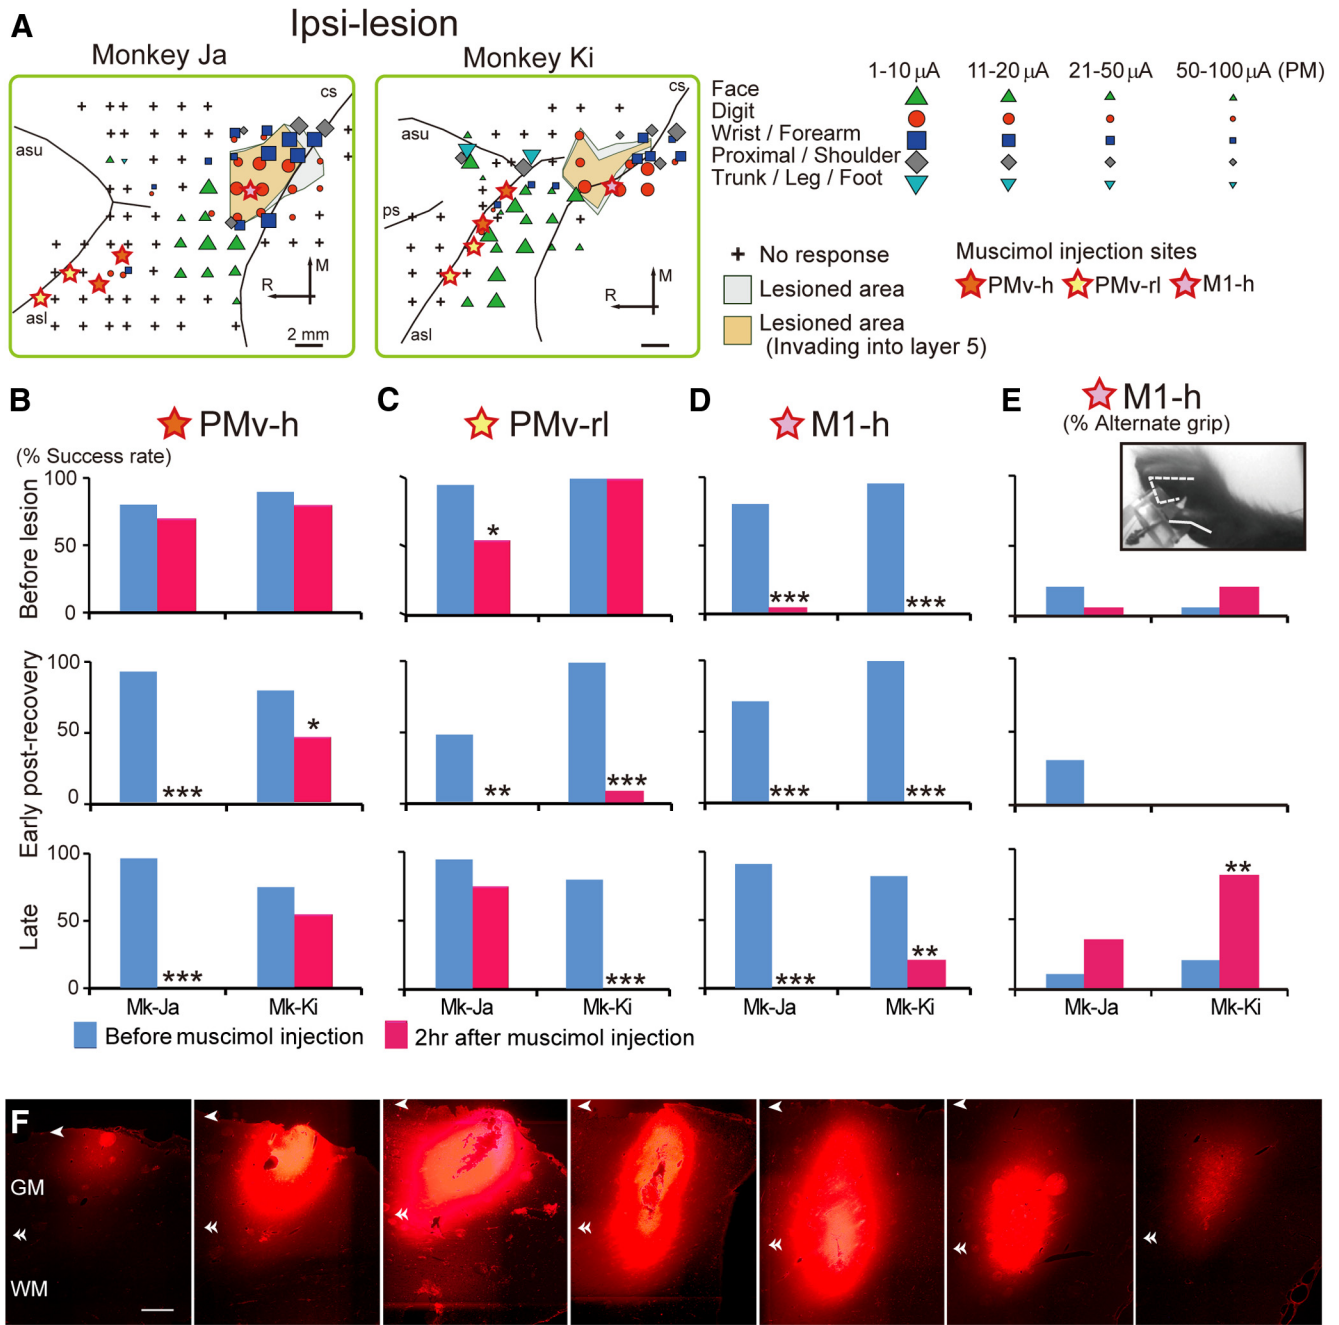 A
Ipsi-lesion
Monkey Ja
Monkey Ki
cs
asu
asl
R
M
2 mm
cs
asu
ps
asl
R
M
1-10 µA 11-20 µA 21-50 µA 50-100 µA (PM)
Face
Digit
Wrist / Forearm
Proximal / Shoulder
Trunk / Leg / Foot
+ No response
Lesioned area
Lesioned area
(Invading into layer 5)
Muscimol injection sites
PMv-h PMv-rl M1-h
B
PMv-h
(% Success rate)
C
PMv-rl
D
M1-h
E
M1-h
(% Alternate grip)
Before lesion
100
50
0
*
***
***
Early post-recovery
100
50
0
***
*
**
***
***
***
Late
100
50
0
***
***
***
**
**
Mk-Ja Mk-Ki
Mk-Ja Mk-Ki
Mk-Ja Mk-Ki
Mk-Ja Mk-Ki
Before muscimol injection
2hr after muscimol injection
F
GM
WM